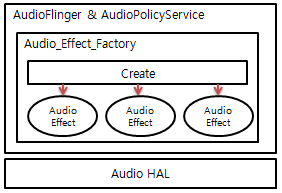 AudioFlinger & AudioPolicyService
Audio_Effect_Factory
Create
Audio
Effect
Audio
Effect
Audio
Effect
Audio HAL